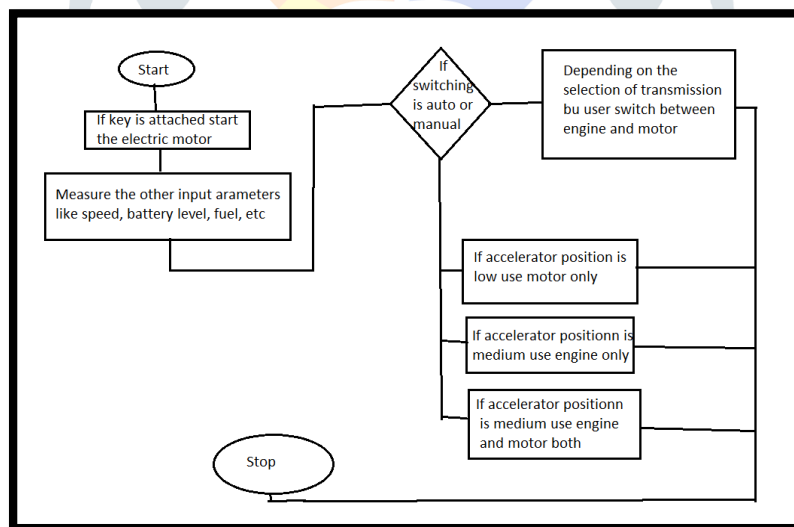 Start
If key is attached start
the electric motor
Measure the other input arameters
like speed, battery level, fuel, etc
If
switching
is auto or
manual
Depending on the
selection of transmission
bu user switch between
engine and motor
If accelerator position is
low use motor only
If accelerator positionn is
medium use engine only
If accelerator positionn
is medium use engine
and motor both
Stop